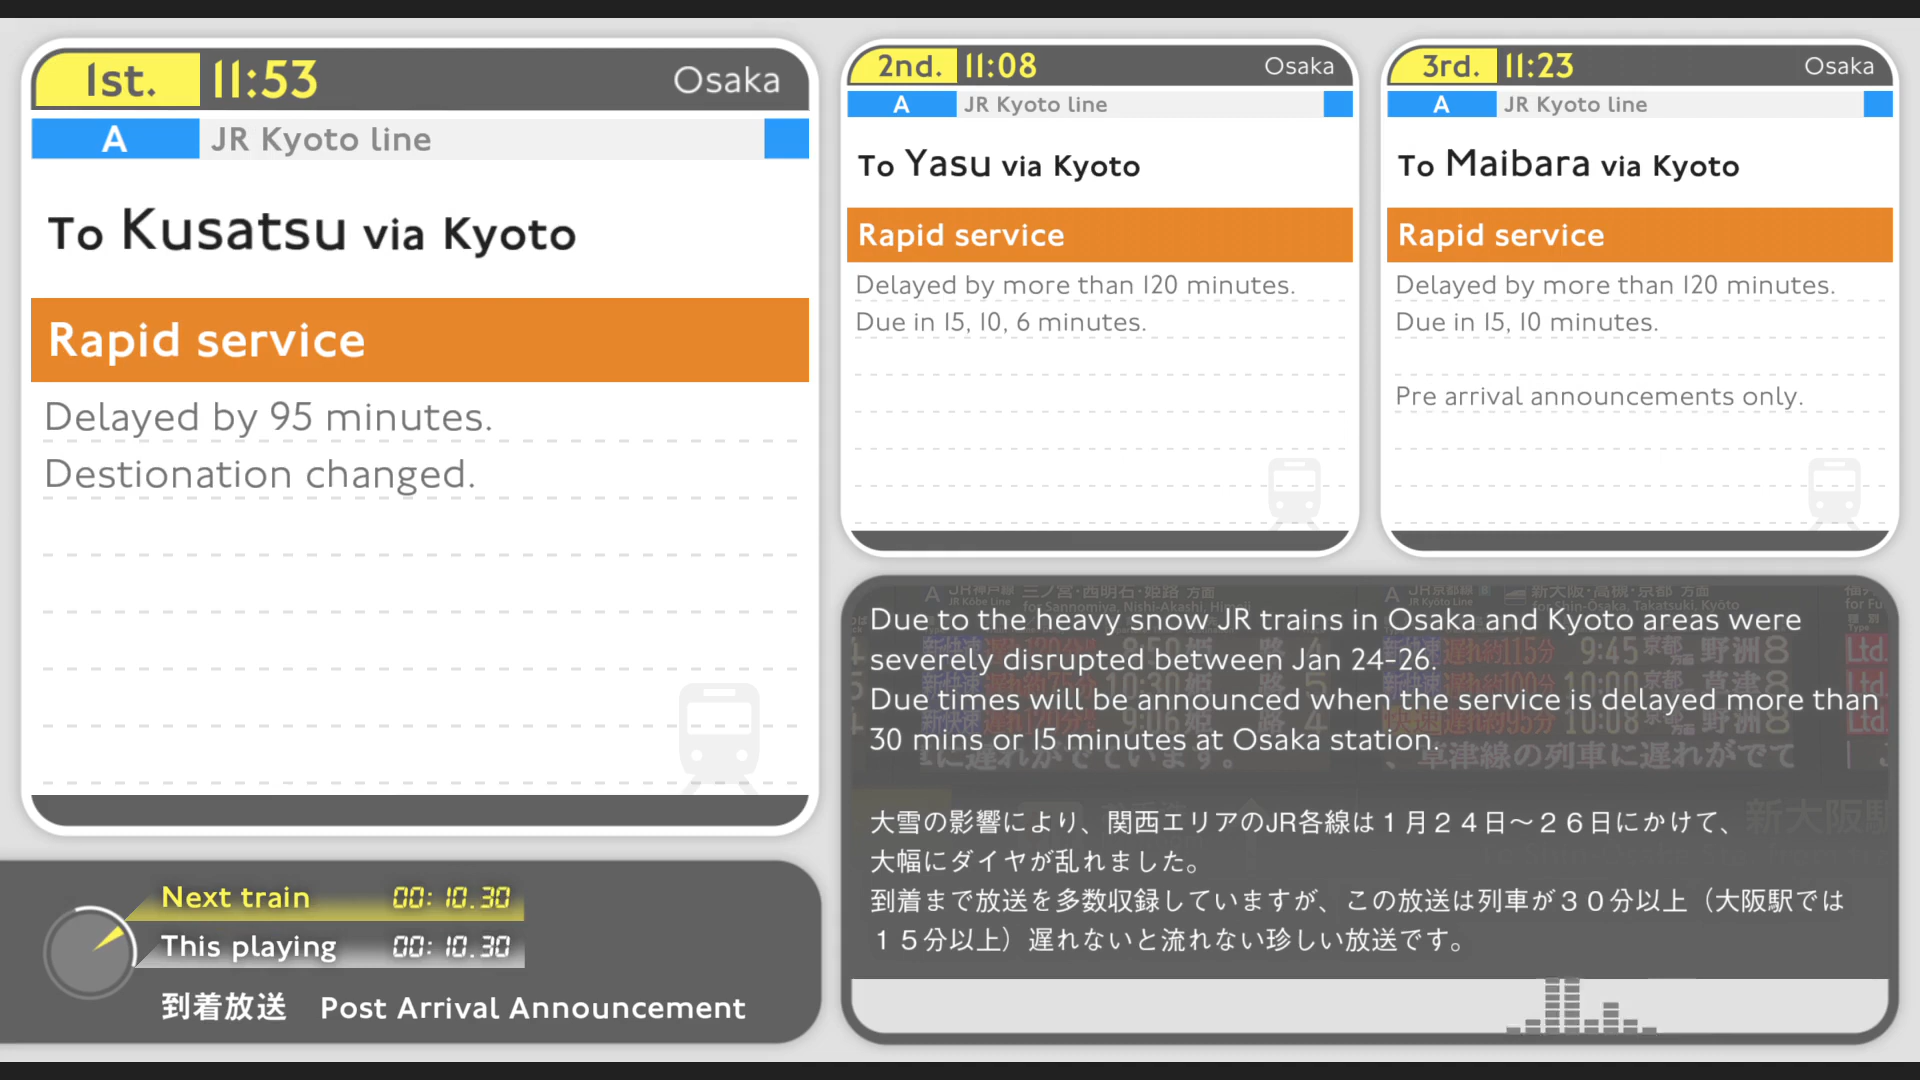 1st. 11:53 Osaka
A JR Kyoto line
To Kusatsu via Kyoto
Rapid service
Delayed by 95 minutes.
Destionation changed.
2nd. 11:08 Osaka
A JR Kyoto line
To Yasu via Kyoto
Rapid service
Delayed by more than 120 minutes.
Due in 15, 10, 6 minutes.
3rd. 11:23 Osaka
A JR Kyoto line
To Maibara via Kyoto
Rapid service
Delayed by more than 120 minutes.
Due in 15, 10 minutes.
Pre arrival announcements only.
Next train 00: 10. 30
This playing 00: 10. 30
到着放送 Post Arrival Announcement
Due to the heavy snow JR trains in Osaka and Kyoto areas were
severely disrupted between Jan 24-26.
Due times will be announced when the service is delayed more than
30 mins or 15 minutes at Osaka station.
大雪の影響により、関西エリアのJR各線は１月２４日～２６日にかけて、
大幅にダイヤが乱れました。
到着まで放送を多数収録していますが、この放送は列車が３０分以上（大阪駅では
１５分以上）遅れないと流れない珍しい放送です。